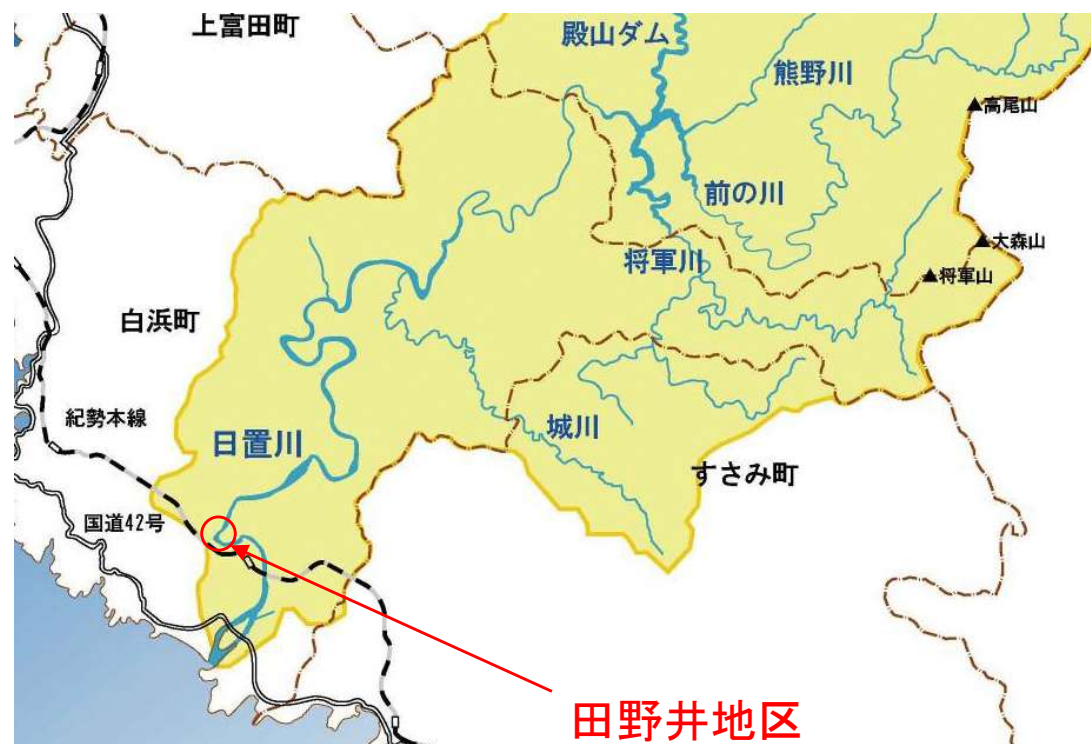 上富田町
殿山ダム
熊野川
▲高尾山
前の川
▲大森山
将軍川
▲将軍山
白浜町
紀勢本線
日置川
城川
すさみ町
国道42号
田野井地区